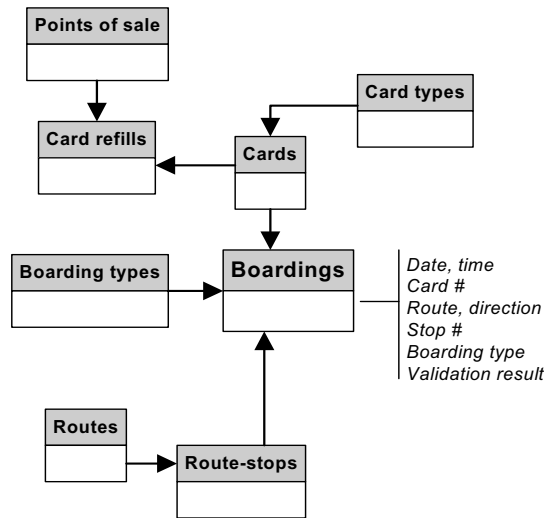 Points of sale
Card types
Card refills
Cards
Boarding types
Boardings
Date, time
Card #
Route, direction
Stop #
Boarding type
Validation result
Routes
Route-stops